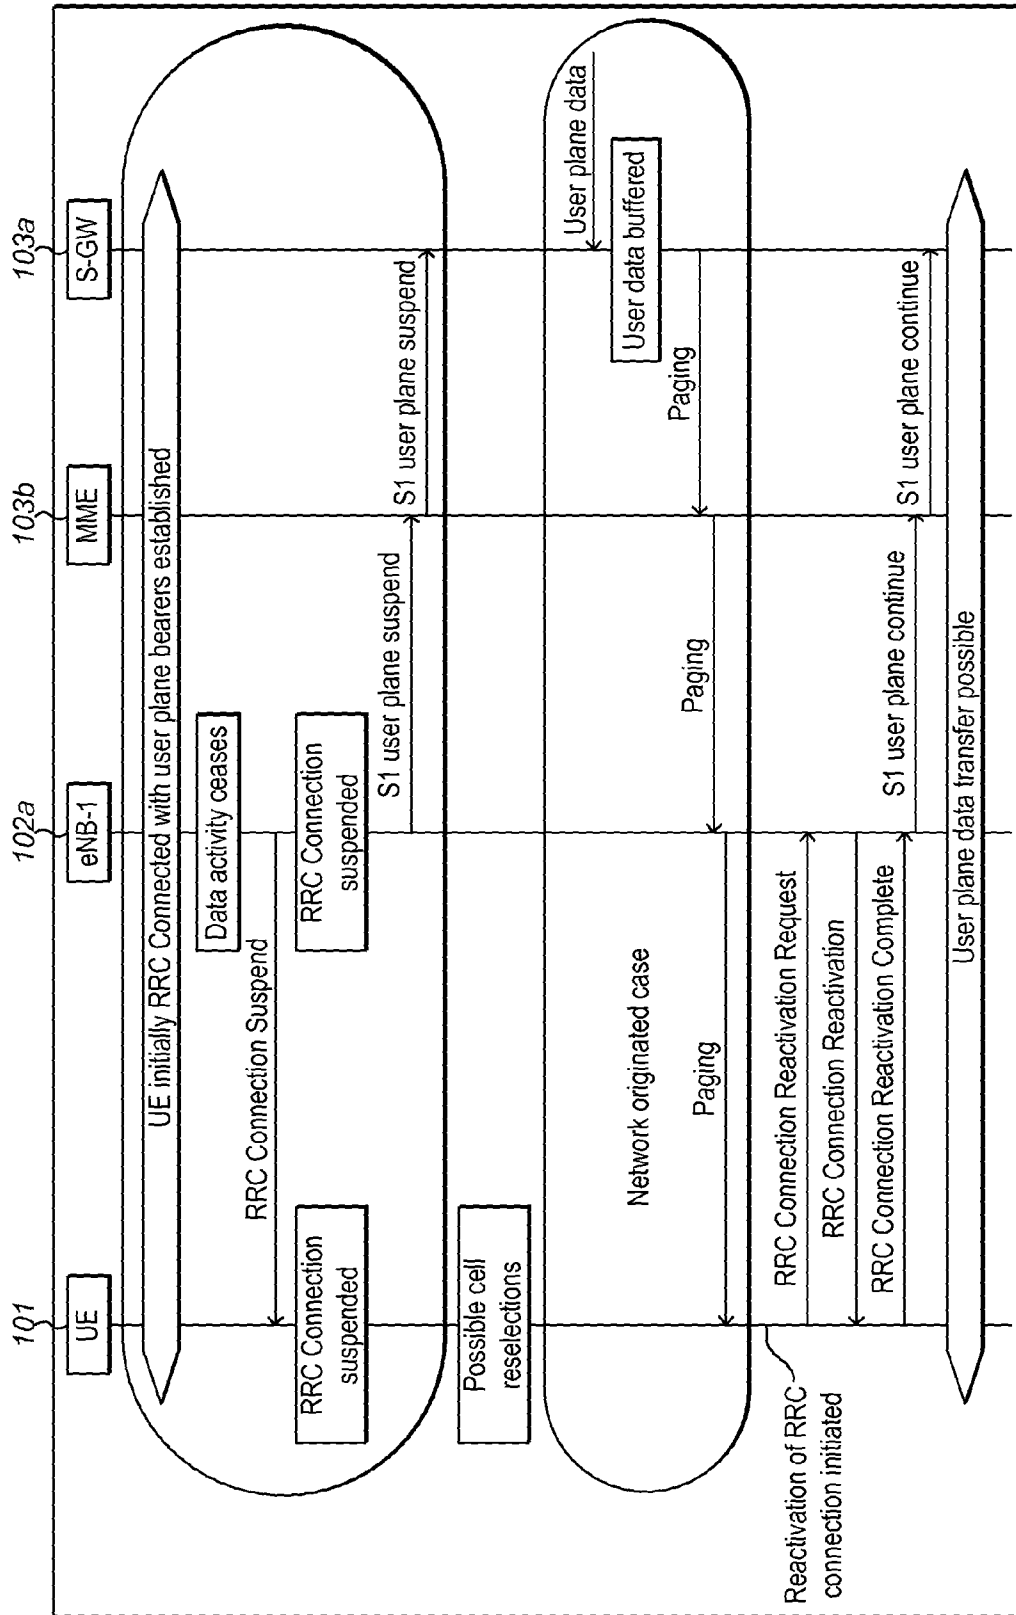 101
102a
103b
103a
UE
eNB-1
MME
S-GW
UE initially RRC Connected with user plane bearers established
Data activity ceases
RRC Connection Suspend
RRC Connection
suspended
RRC Connection
suspended
S1 user plane suspend
S1 user plane suspend
Possible cell
reselections
User plane data
User data buffered
Network originated case
Paging
Paging
Paging
Reactivation of RRC
connection initiated
RRC Connection Reactivation Request
RRC Connection Reactivation
RRC Connection Reactivation Complete
S1 user plane continue
S1 user plane continue
User plane data transfer possible